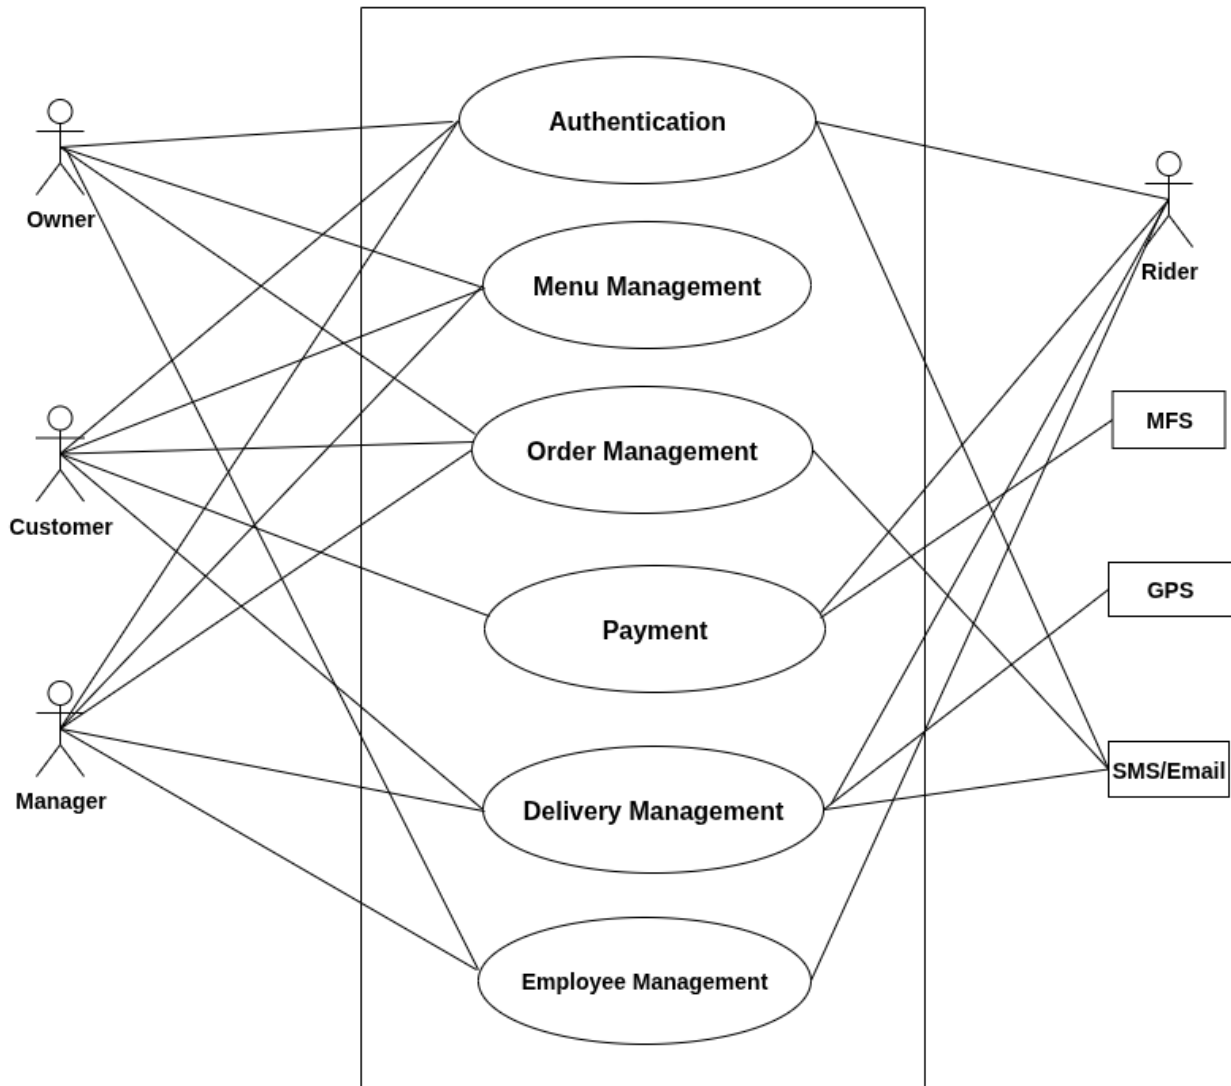 Authentication
Owner
Rider
Menu Management
MFS
Order Management
Customer
GPS
Payment
SMS/Email
Manager
Delivery Management
Employee Management